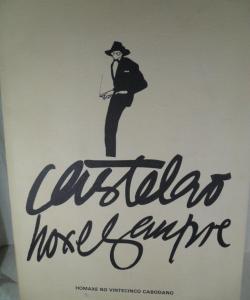 castelao
hoxe e sempre
HOMAXE NO VINTECINCO CABODANO